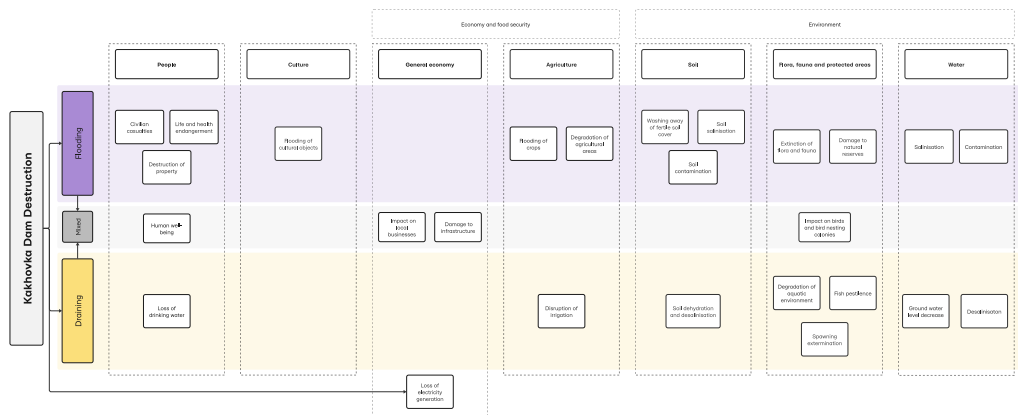 Economy and food security
Environment
People
Culture
General economy
Agriculture
Soil
Flora, fauna and protected areas
Water
Kakhovka Dam Destruction
Flooding
Civilian
casualties
Life and health
endangerment
Destruction of
property
Flooding of
cultural objects
Flooding of
crops
Degradation of
agricultural
areas
Washing away
of fertile soil
cover
Soil
salinisation
Soil
contamination
Extinction of
flora and fauna
Damage to
natural
reserves
Salinisation
Contamination
Mixed
Human well-
being
Impact on
local
businesses
Damage to
infrastructure
Impact on birds
and bird nesting
colonies
Draining
Loss of
drinking water
Disruption of
irrigation
Soil dehydration
and desalinisation
Degradation of
aquatic
environment
Fish pestilence
Spawning
extermination
Ground water
level decrease
Desalinisation
Loss of
electricity
generation